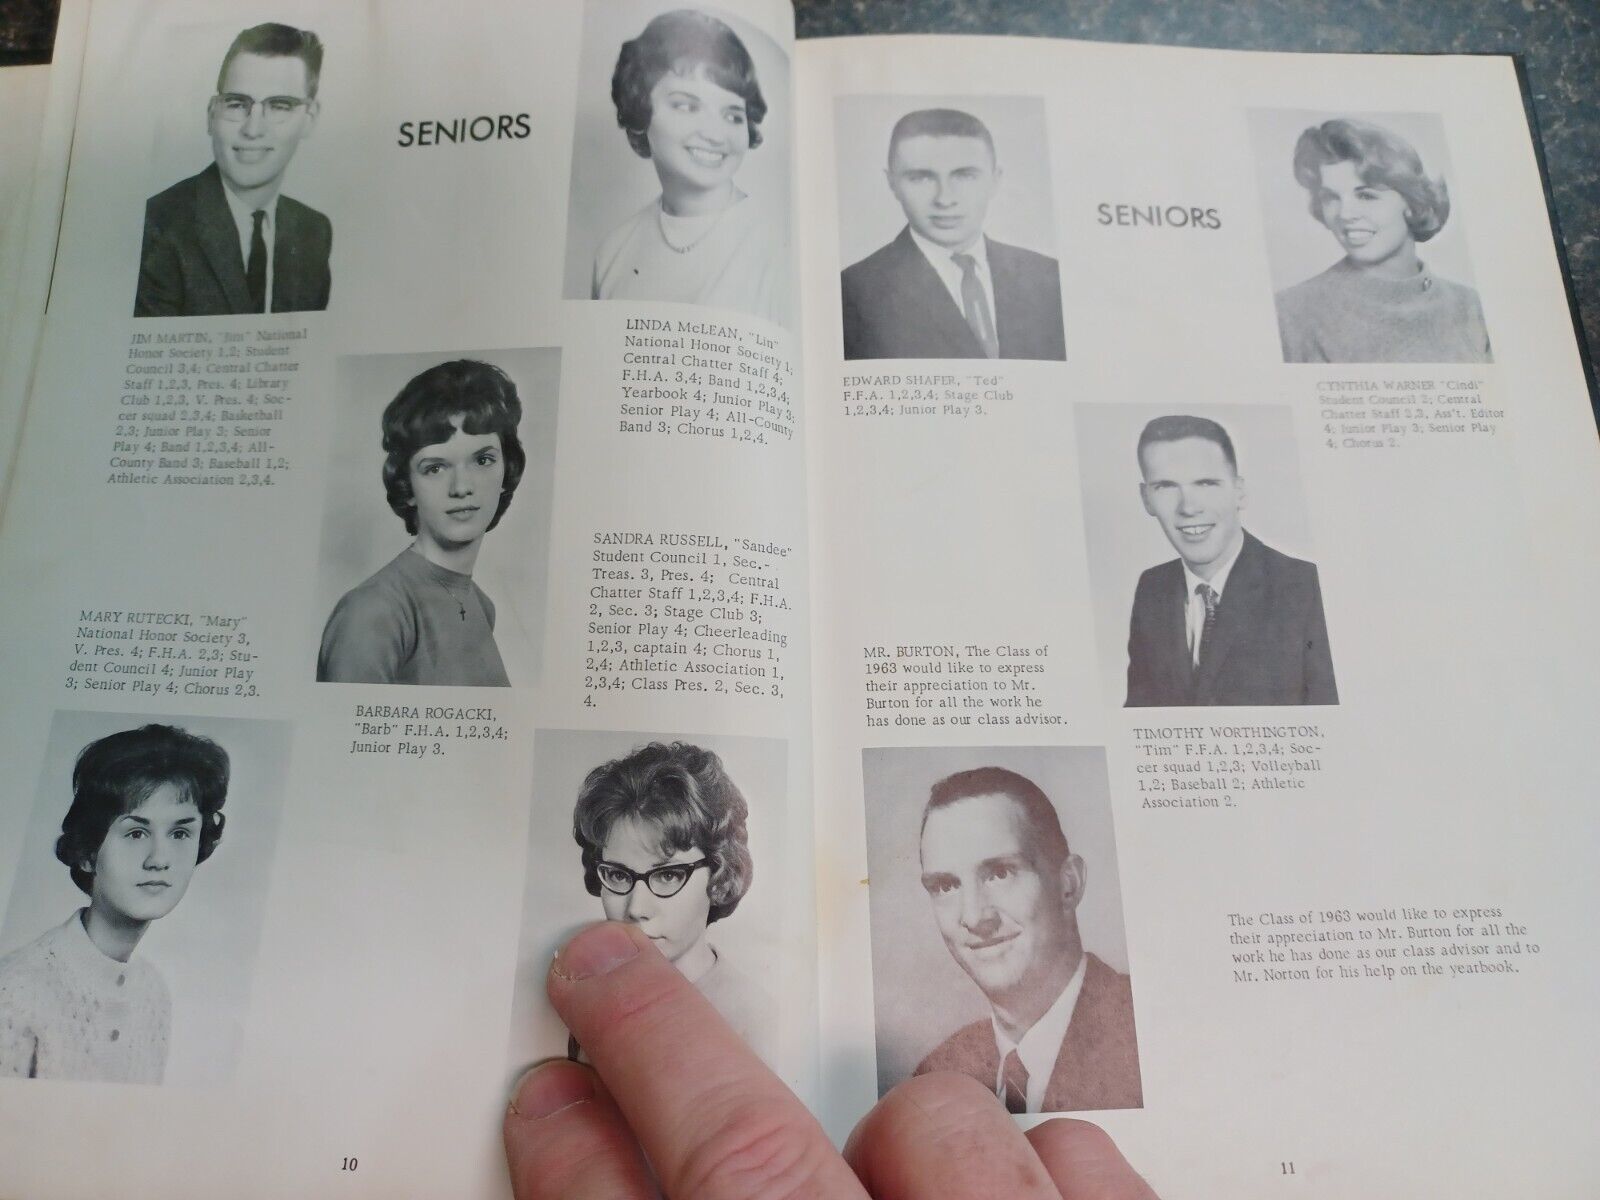 SENIORS
JIM MARTIN, "Jim" National
Honor Society 1,2; Student
Council 3,4; Central Chatter
Staff 1,2,3, Pres. 4; Library
Club 1,2,3, V. Pres. 4; Soc-
cer squad 2,3,4; Basketball
2,3; Junior Play 3; Senior
Play 4; Band 1,2,3,4; All-
County Band 3; Baseball 1,2;
Athletic Association 2,3,4.
LINDA McLEAN, "Lin"
National Honor Society 1;
Central Chatter Staff 4;
F.H.A. 3,4; Band 1,2,3,4;
Yearbook 4; Junior Play 3;
Senior Play 4; All-County
Band 3; Chorus 1,2,4.
MARY RUTECKI, "Mary"
National Honor Society 3,
V. Pres. 4; F.H.A. 2,3; Stu-
dent Council 4; Junior Play
3; Senior Play 4; Chorus 2,3.
BARBARA ROGACKI,
"Barb" F.H.A. 1,2,3,4;
Junior Play 3.
SANDRA RUSSELL, "Sandee"
Student Council 1, Sec.-
Treas. 3, Pres. 4; Central
Chatter Staff 1,2,3,4; F.H.A.
2, Sec. 3; Stage Club 3;
Senior Play 4; Cheerleading
1,2,3, captain 4; Chorus 1,
2,4; Athletic Association 1,
2,3,4; Class Pres. 2, Sec. 3,
4.
10
SENIORS
EDWARD SHAFER, "Ted"
F.F.A. 1,2,3,4; Stage Club
1,2,3,4; Junior Play 3.
CYNTHIA WARNER "Cindi"
Student Council 2; Central
Chatter Staff 2,3, Ass't. Editor
4; Junior Play 3; Senior Play
4; Chorus 2.
MR. BURTON, The Class of
1963 would like to express
their appreciation to Mr.
Burton for all the work he
has done as our class advisor.
TIMOTHY WORTHINGTON,
"Tim" F.F.A. 1,2,3,4; Soc-
cer squad 1,2,3; Volleyball
1,2; Baseball 2; Athletic
Association 2.
The Class of 1963 would like to express
their appreciation to Mr. Burton for all the
work he has done as our class advisor and to
Mr. Norton for his help on the yearbook.
11